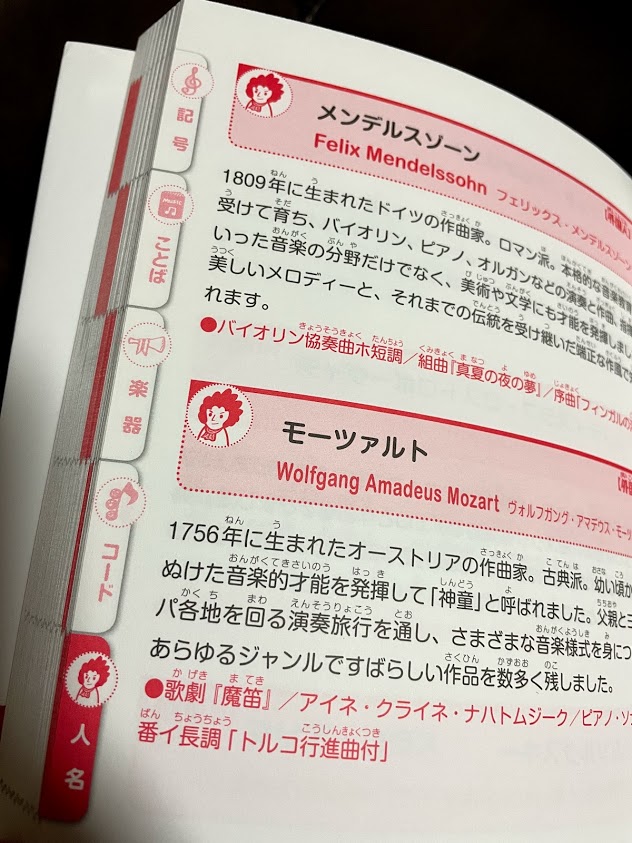 記号
ことば
楽器
コード
人名
メンデルスゾーン
Felix Mendelssohn フェリックス・メンデルスゾーン
1809年に生まれたドイツの作曲家。ロマン派。本格的な音楽
受けて育ち、バイオリン、ピアノ、オルガンなどの演奏と作曲、
いった音楽の分野だけでなく、美術や文学にも才能を発揮しまし
美しいメロディーと、それまでの伝統を受け継いだ端正な作風で
れます。
●バイオリン協奏曲ホ短調/組曲『真夏の夜の夢』/序曲「フィンガルの
モーツァルト
Wolfgang Amadeus Mozart ヴォルフガング・アマデウス・モーツ
1756年に生まれたオーストリアの作曲家。古典派。幼い頃か
ぬけた音楽的才能を発揮して「神童」と呼ばれました。父親とヨ
パ各地を回る演奏旅行を通し、さまざまな音楽様式を身につ
あらゆるジャンルですばらしい作品を数多く残しました。
●歌劇『魔笛』/アイネ・クライネ・ナハトムジーク/ピアノ・ソナ
番イ長調「トルコ行進曲付」